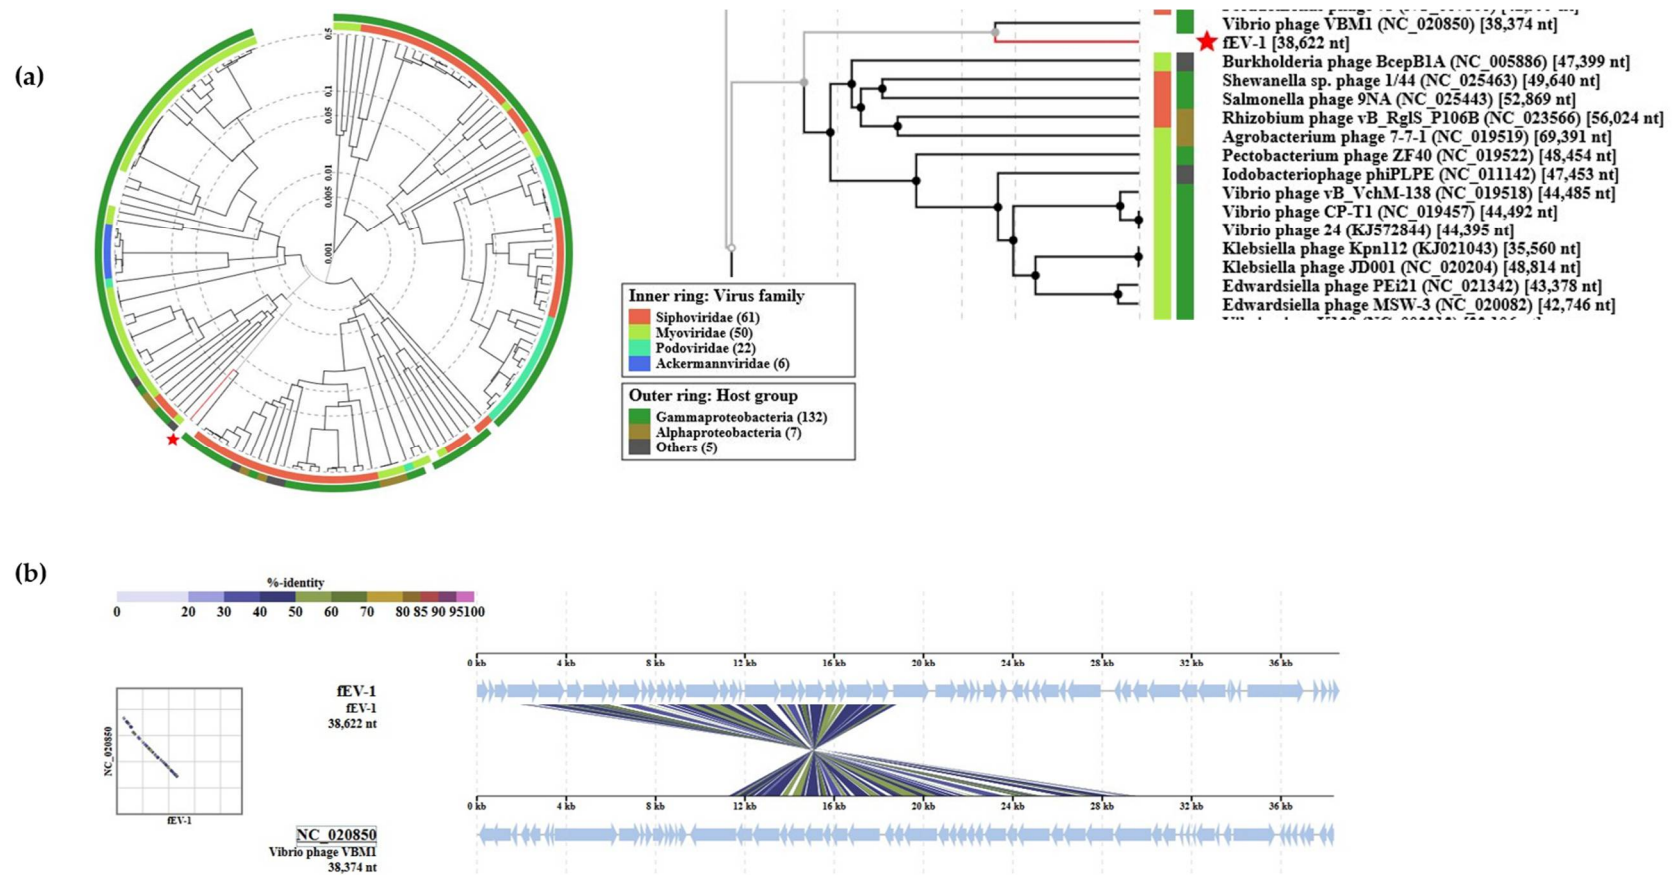 (a)
0.5
0.1
0.05
0.01
0.005
0.001
Vibrio phage VBM1 (NC_020850) [38,374 nt]
fEV-1 [38,622 nt]
Burkholderia phage BcepB1A (NC_005886) [47,399 nt]
Shewanella sp. phage 1/44 (NC_025463) [49,640 nt]
Salmonella phage 9NA (NC_025443) [52,869 nt]
Rhizobium phage vB_RglS_P106B (NC_023566) [56,024 nt]
Agrobacterium phage 7-7-1 (NC_019519) [69,391 nt]
Pectobacterium phage ZF40 (NC_019522) [48,454 nt]
Iodobacteriophage phiPLPE (NC_011142) [47,453 nt]
Vibrio phage vB_VchM-138 (NC_019518) [44,485 nt]
Vibrio phage CP-T1 (NC_019457) [44,492 nt]
Vibrio phage 24 (KJ572844) [44,395 nt]
Klebsiella phage Kpn112 (KJ021043) [35,560 nt]
Klebsiella phage JD001 (NC_020204) [48,814 nt]
Edwardsiella phage PEi21 (NC_021342) [43,378 nt]
Edwardsiella phage MSW-3 (NC_020082) [42,746 nt]
Inner ring: Virus family
Siphoviridae (61)
Myoviridae (50)
Podoviridae (22)
Ackermannviridae (6)
Outer ring: Host group
Gammaproteobacteria (132)
Alphaproteobacteria (7)
Others (5)
(b)
%-identity
0 20 30 40 50 60 70 80 85 90 95 100
0 kb 4 kb 8 kb 12 kb 16 kb 20 kb 24 kb 28 kb 32 kb 36 kb
fEV-1
fEV-1
38,622 nt
NC_020850
fEV-1
0 kb 4 kb 8 kb 12 kb 16 kb 20 kb 24 kb 28 kb 32 kb 36 kb
NC_020850
Vibrio phage VBM1
38,374 nt